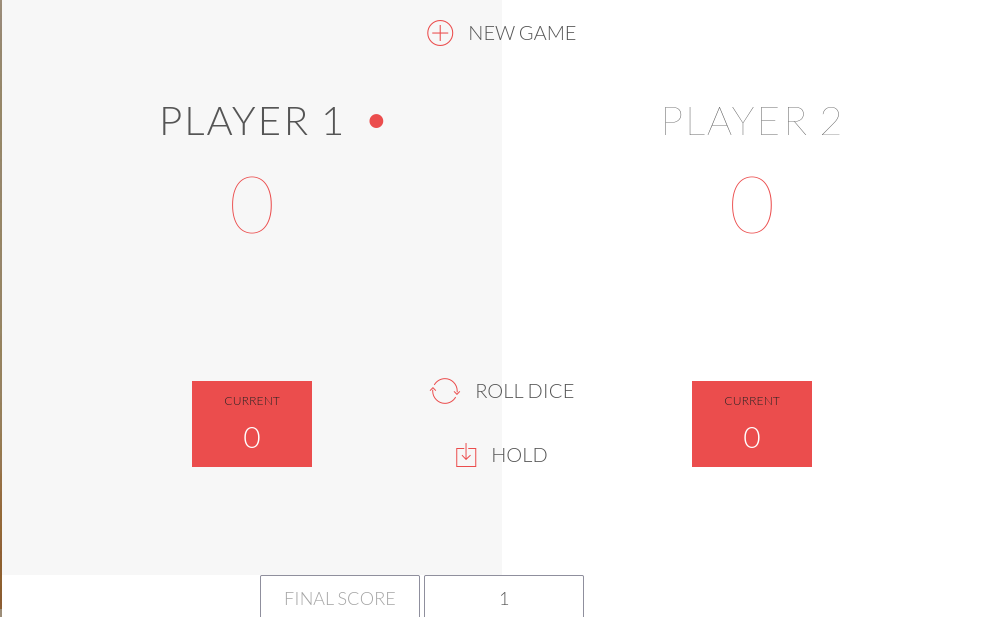 NEW GAME
PLAYER 1
PLAYER 2
0
0
ROLL DICE
CURRENT
0
CURRENT
0
HOLD
FINAL SCORE
1